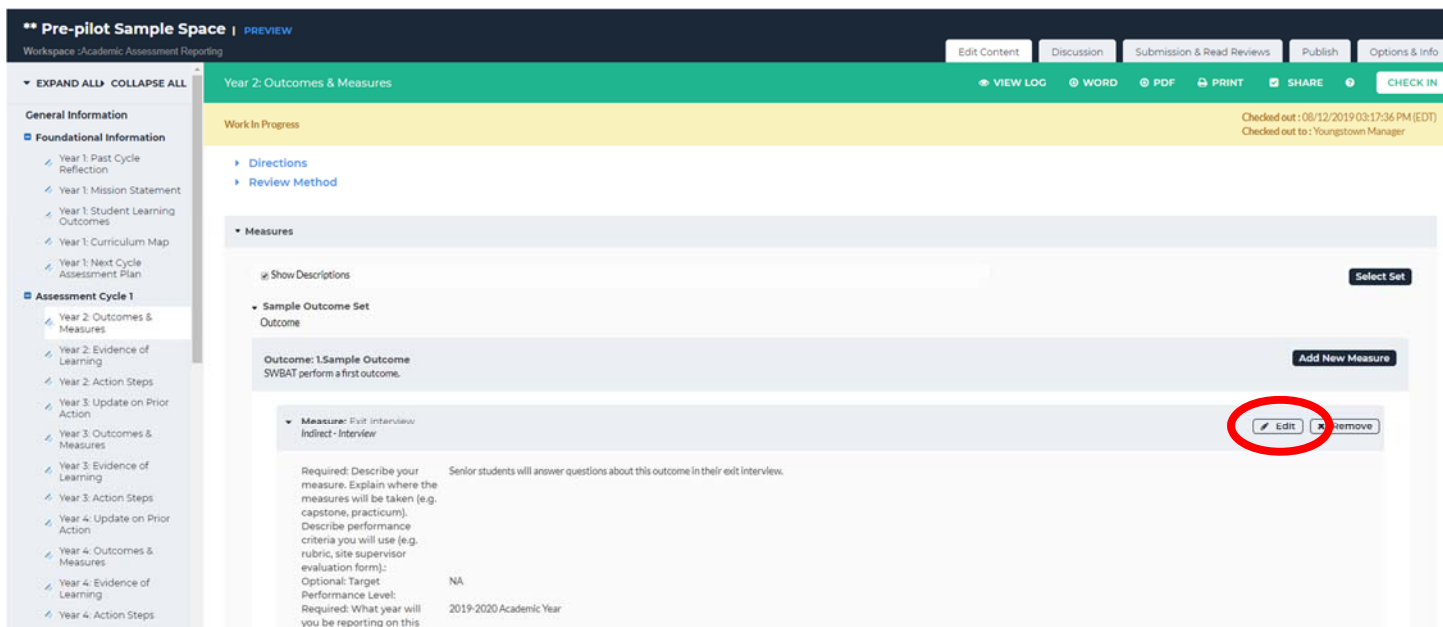 ** Pre-pilot Sample Space | PREVIEW
Workspace :Academic Assessment Reporting
Edit Content
Discussion
Submission & Read Reviews
Publish
Options & Info
EXPAND ALL COLLAPSE ALL
General Information
Foundational Information
Year 1: Past Cycle
Reflection
Year 1: Mission Statement
Year 1: Student Learning
Outcomes
Year 1: Curriculum Map
Year 1: Next Cycle
Assessment Plan
Assessment Cycle 1
Year 2: Outcomes &
Measures
Year 2: Evidence of
Learning
Year 2: Action Steps
Year 3: Update on Prior
Action
Year 3: Outcomes &
Measures
Year 3: Evidence of
Learning
Year 3: Action Steps
Year 4: Update on Prior
Action
Year 4: Outcomes &
Measures
Year 4: Evidence of
Learning
Year 4: Action Steps
Year 2: Outcomes & Measures
VIEW LOG
WORD
PDF
PRINT
SHARE
?
CHECK IN
Work In Progress
Checked out : 08/12/2019 03:17:36 PM (EDT)
Checked out to : Youngstown Manager
Directions
Review Method
Measures
Show Descriptions
Select Set
Sample Outcome Set
Outcome
Outcome: 1.Sample Outcome
SWBAT perform a first outcome.
Add New Measure
Measure: Exit Interview
Indirect - Interview
Edit
Remove
Required: Describe your
measure. Explain where the
measures will be taken (e.g.
capstone, practicum).
Describe performance
criteria you will use (e.g.
rubric, site supervisor
evaluation form).:
Senior students will answer questions about this outcome in their exit interview.
Optional: Target
Performance Level:
NA
Required: What year will
you be reporting on this
2019-2020 Academic Year